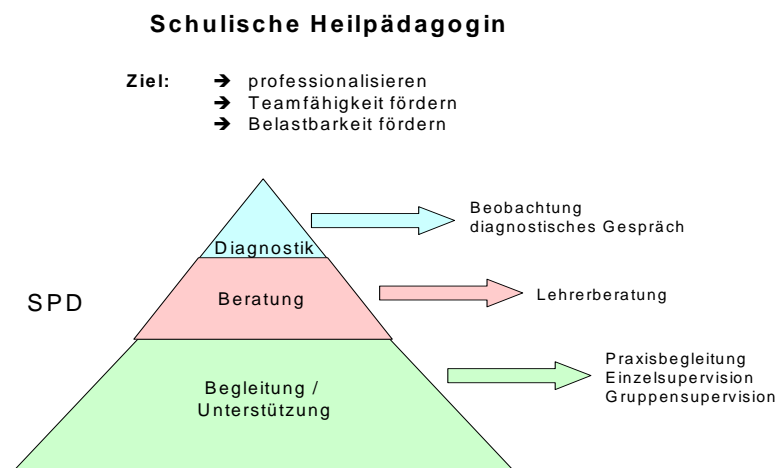 Schulische Heilpädagogin
Ziel: ➔ professionalisieren
➔ Teamfähigkeit fördern
➔ Belastbarkeit fördern
Beobachtung
diagnostisches Gespräch
Diagnostik
SPD
Beratung
Lehrerberatung
Praxisbegleitung
Einzelsupervision
Gruppensupervision
Begleitung /
Unterstützung